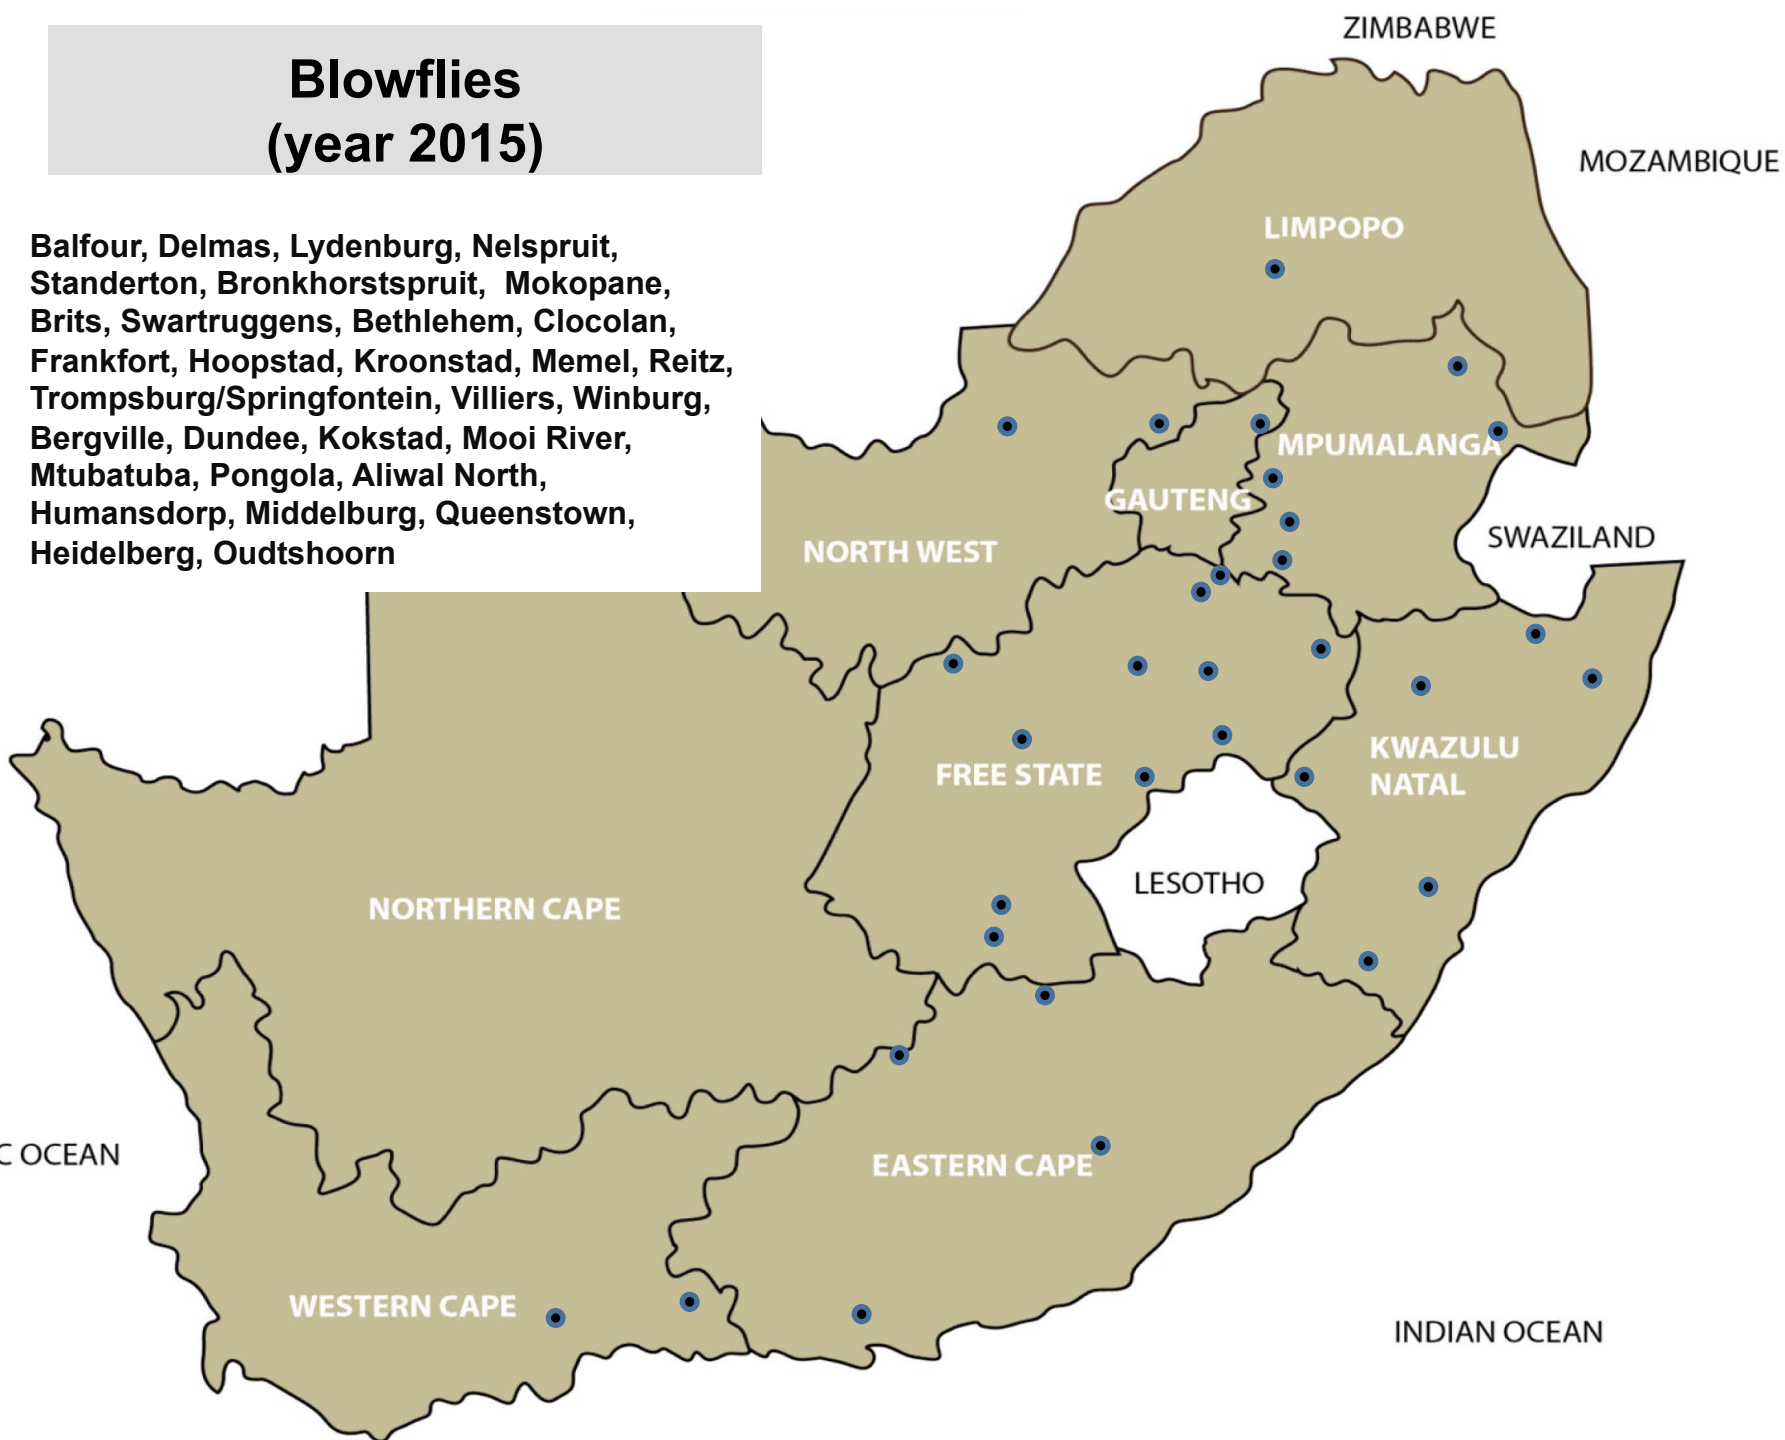 Blowflies
(year 2015)
Balfour, Delmas, Lydenburg, Nelspruit,
Standerton, Bronkhorstspruit, Mokopane,
Brits, Swartruggens, Bethlehem, Clocolan,
Frankfort, Hoopstad, Kroonstad, Memel, Reitz,
Trompsburg/Springfontein, Villiers, Winburg,
Bergville, Dundee, Kokstad, Mooi River,
Mtubatuba, Pongola, Aliwal North,
Humansdorp, Middelburg, Queenstown,
Heidelberg, Oudtshoorn
ZIMBABWE
MOZAMBIQUE
LIMPOPO
MPUMALANGA
GAUTENG
NORTH WEST
SWAZILAND
KWAZULU
NATAL
FREE STATE
LESOTHO
NORTHERN CAPE
C OCEAN
EASTERN CAPE
WESTERN CAPE
INDIAN OCEAN